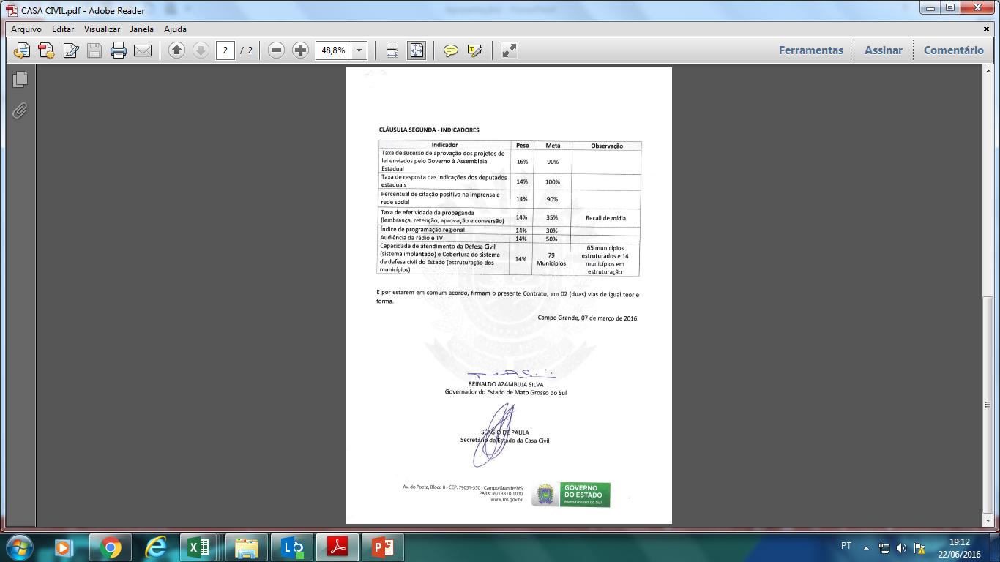 CASA CIVIL.pdf - Adobe Reader
Arquivo Editar Visualizar Janela Ajuda
2 / 2 48,8% Ferramentas Assinar Comentário
CLÁUSULA SEGUNDA - INDICADORES
Indicador Peso Meta Observação
Taxa de sucesso de aprovação dos projetos de
lei enviados pelo Governo à Assembleia
Estadual
16% 90%
Taxa de resposta das indicações dos deputados
estaduais
14% 100%
Percentual de citação positiva na imprensa e
rede social
14% 90%
Taxa de efetividade da propaganda
(lembrança, retenção, aprovação e conversão)
14% 35% Recall de mídia
Índice de programação regional 14% 30%
Audiência da rádio e TV 14% 50%
Capacidade de atendimento da Defesa Civil
(sistema implantado) e Cobertura do sistema
de defesa civil do Estado (estruturação dos
municípios)
14%
79
Municípios
65 municípios
estruturados e 14
municípios em
estruturação
E por estarem em comum acordo, firmam o presente Contrato, em 02 (duas) vias de igual teor e
forma.
Campo Grande, 07 de março de 2016.
REINALDO AZAMBUJA SILVA
Governador do Estado de Mato Grosso do Sul
SÉRGIO DE PAULA
Secretário de Estado da Casa Civil
Av. do Poeta, Bloco 8 - CEP: 79031-350 • Campo Grande/MS
PABX: (67) 3318-1000
www.ms.gov.br
GOVERNO
DO ESTADO
Mato Grosso do Sul
PT
19:12
22/06/2016